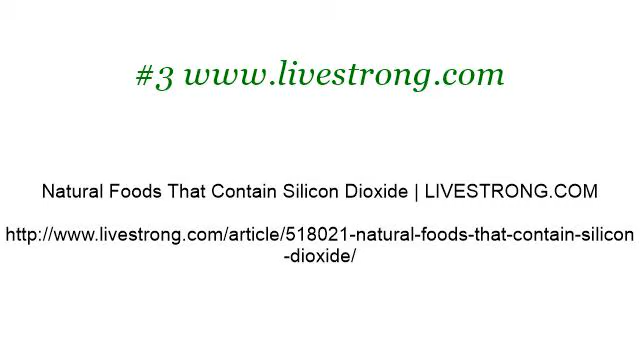 #3 www.livestrong.com
Natural Foods That Contain Silicon Dioxide | LIVESTRONG.COM
http://www.livestrong.com/article/518021-natural-foods-that-contain-silicon
-dioxide/